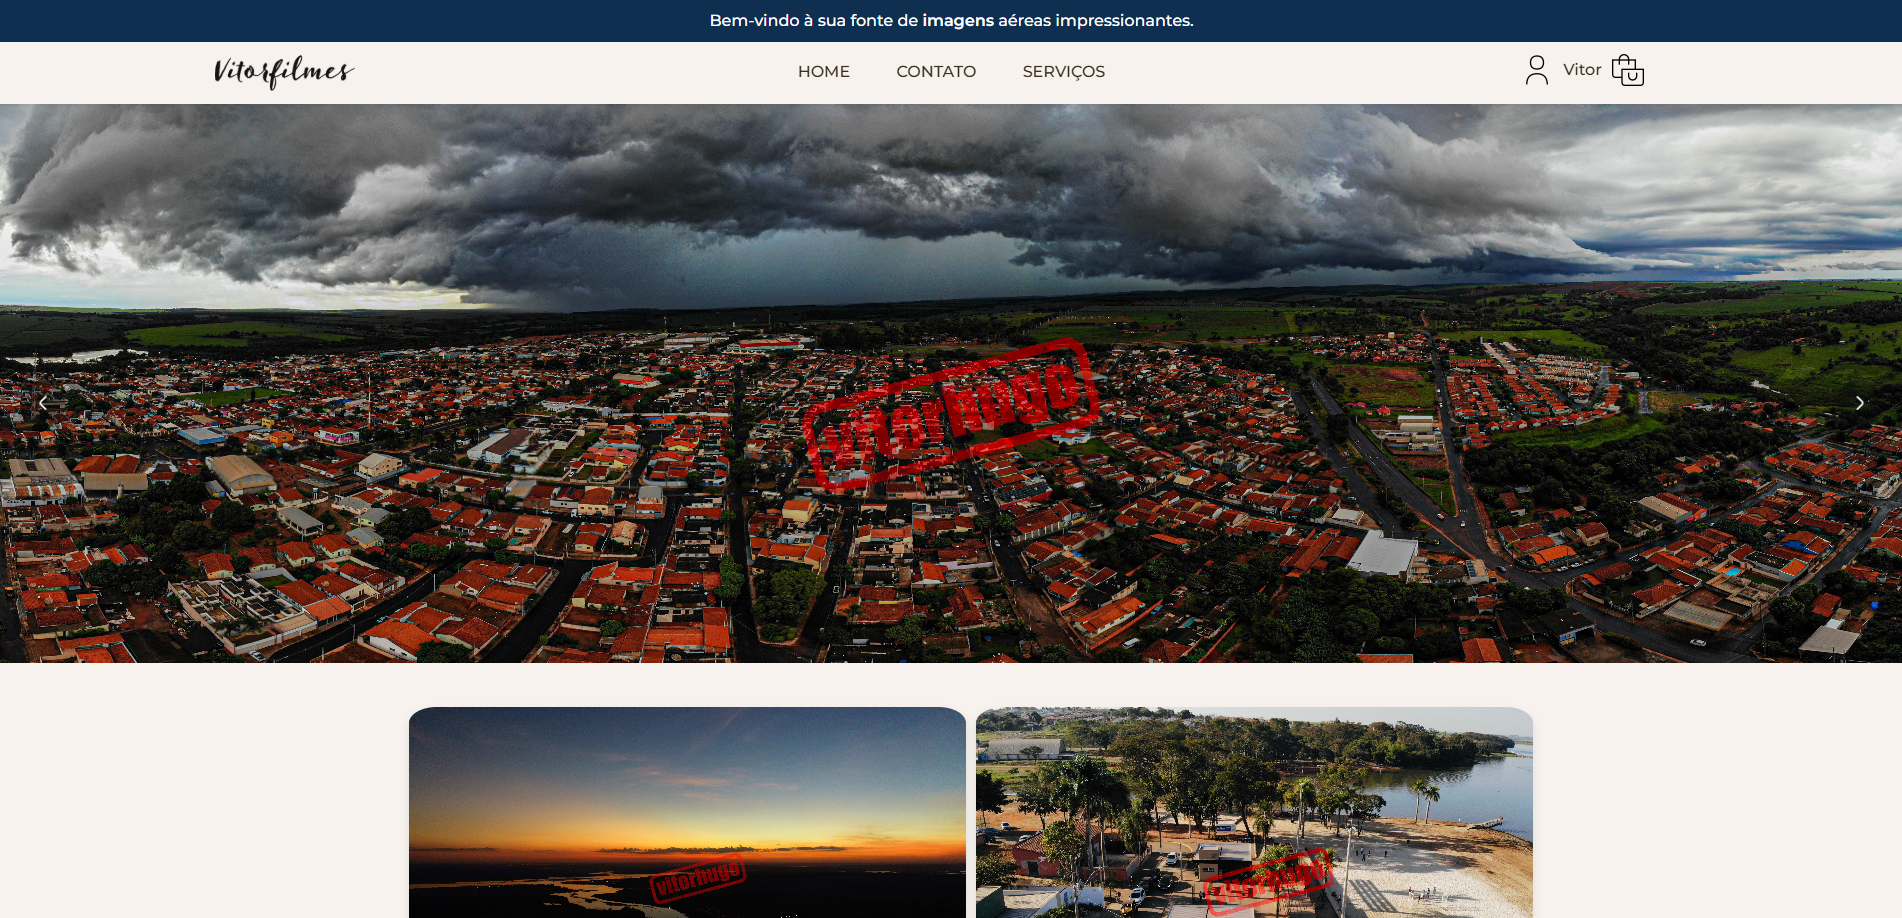 Bem-vindo à sua fonte de imagens aéreas impressionantes.
Vitorfilmes
HOME CONTATO SERVIÇOS
Vitor
vitorhugo
vitorhugo
vitorhugo